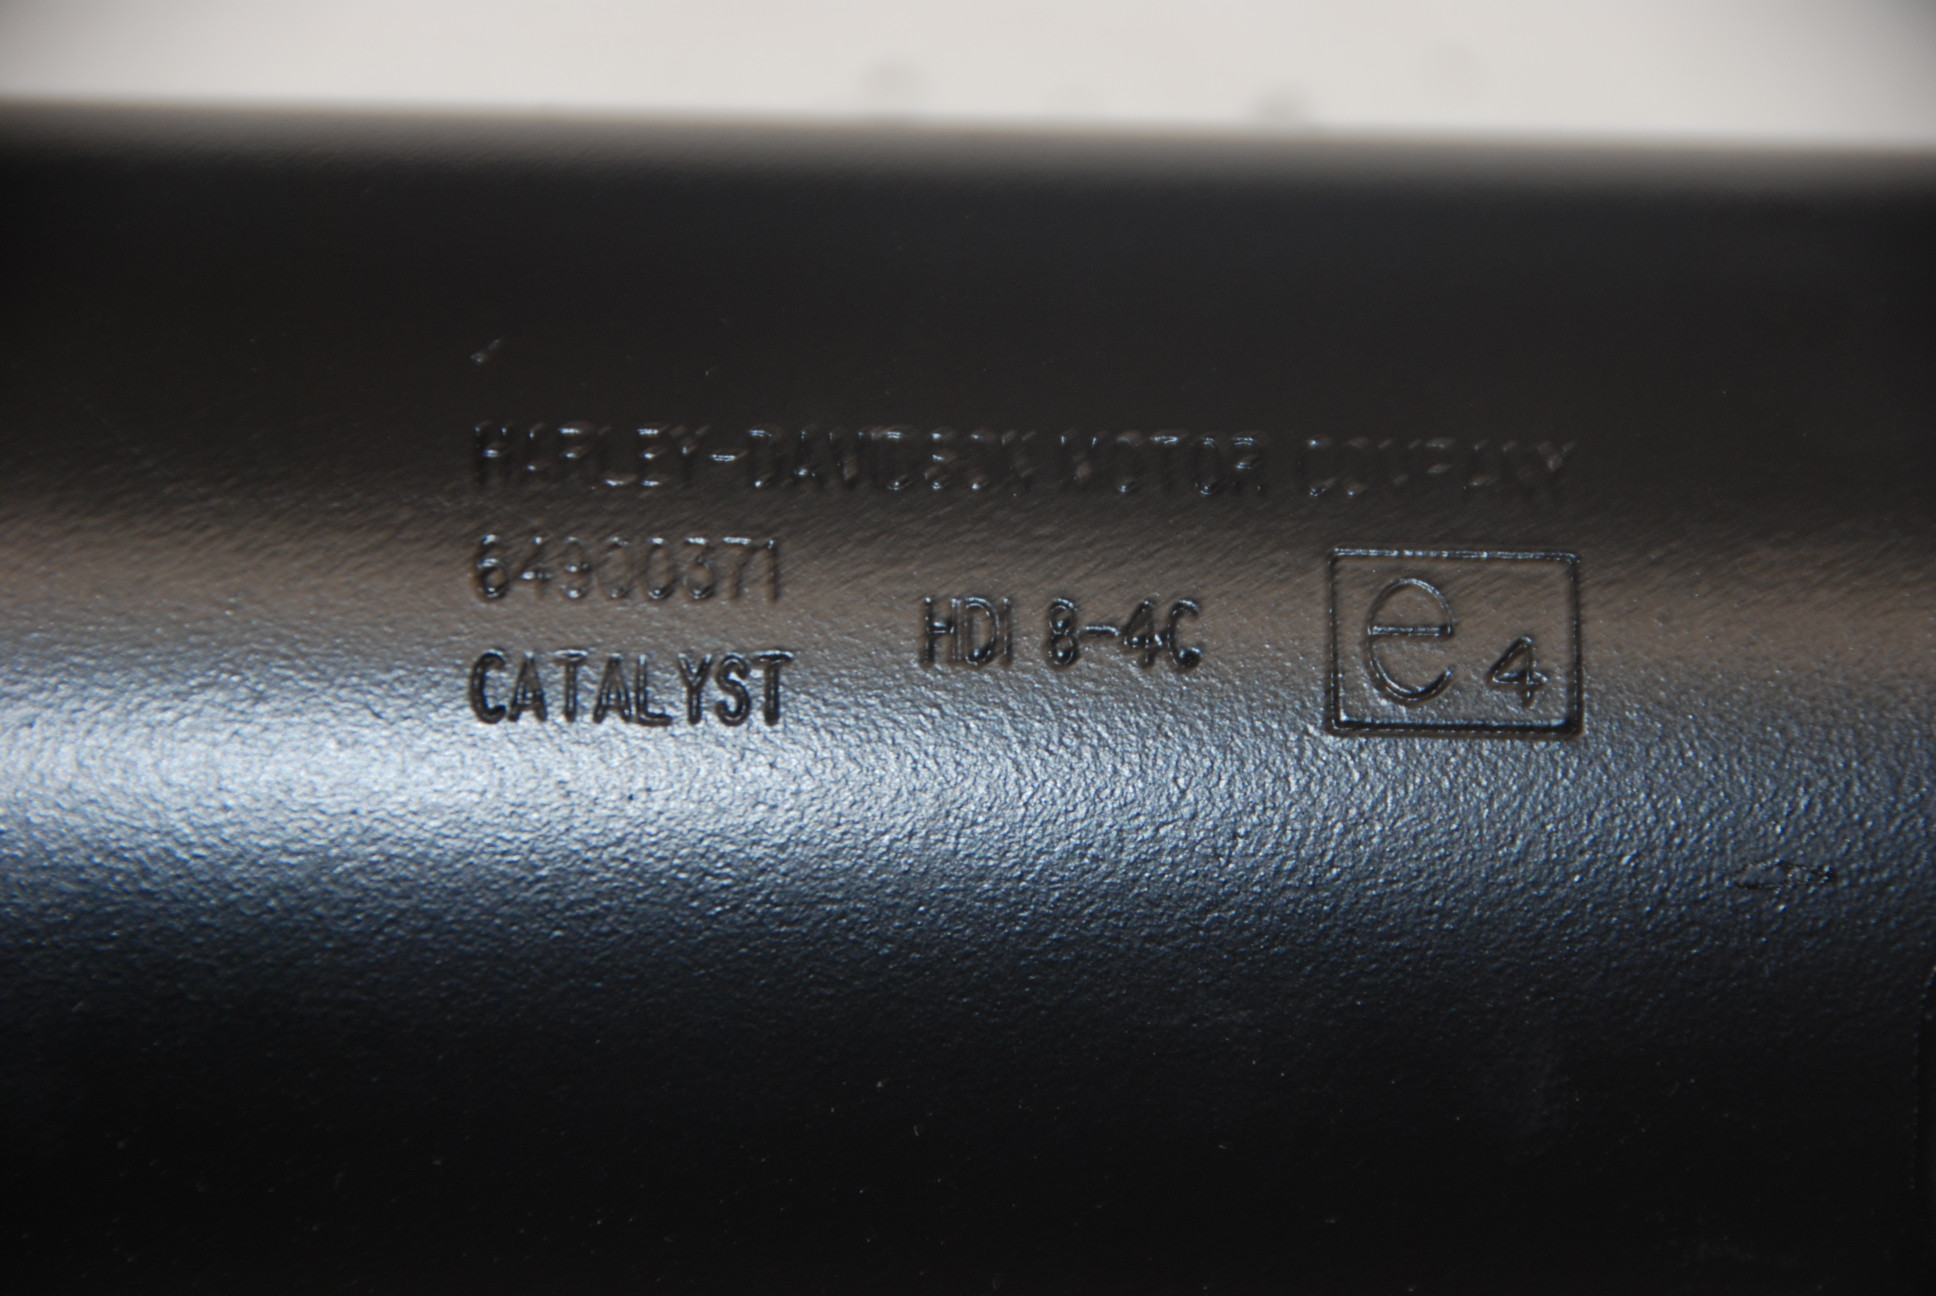 HARLEY-DAVIDSON MOTOR COMPANY
64900371
HDI 8-4C
e4
CATALYST